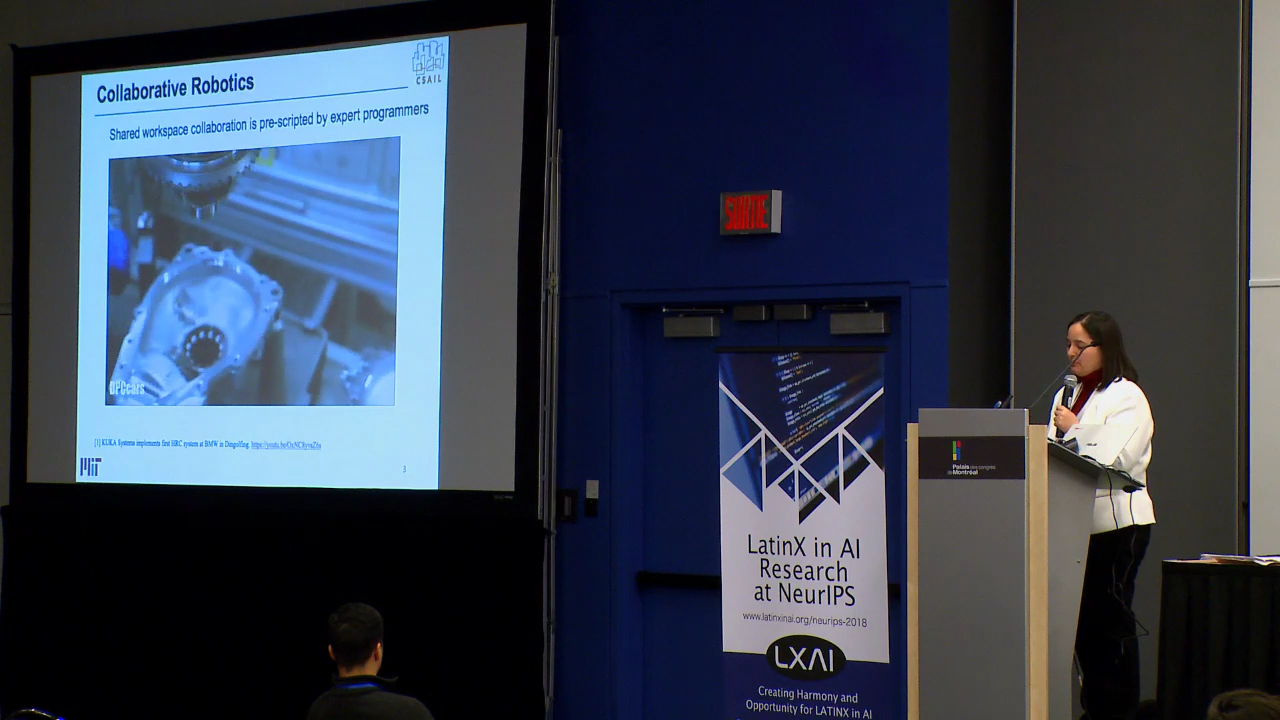 Collaborative Robotics
CSAIL
Shared workspace collaboration is pre-scripted by expert programmers
DPCcars
[1] KUKA Systems implements first HRC system at BMW in Dingolfing.
MIT
3
SORTIE
Palais des congrès
de Montréal
LatinX in AI
Research
at NeurIPS
www.latinxinai.org/neurips-2018
LXAI
Creating Harmony and
Opportunity for LATINX in AI